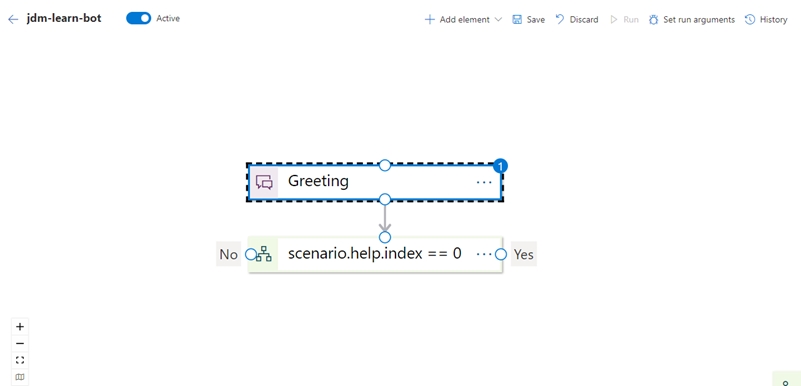 jdm-learn-bot Active Add element Save Discard Run Set run arguments History
1
Greeting ...
No scenario.help.index == 0 ... Yes